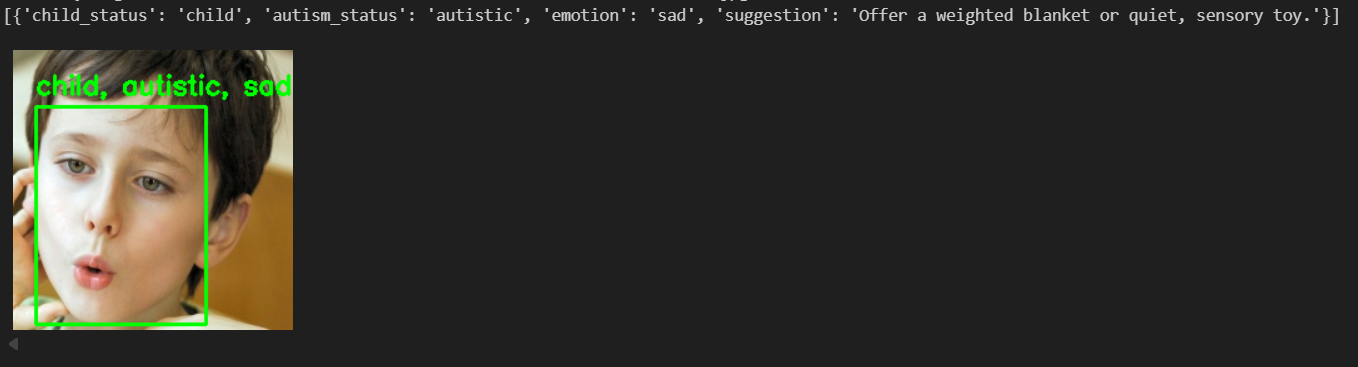 [{'child_status': 'child', 'autism_status': 'autistic', 'emotion': 'sad', 'suggestion': 'Offer a weighted blanket or quiet, sensory toy.'}]
child, autistic, sad